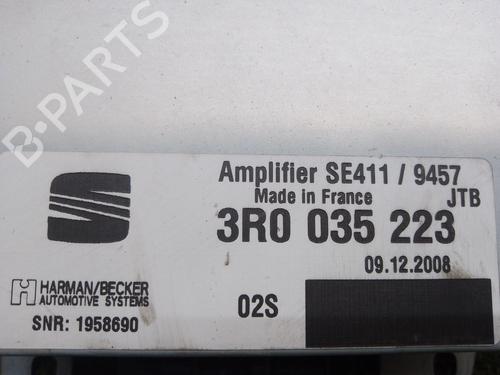 B-PARTS
Amplifier SE411 / 9457
Made in France
JTB
3R0 035 223
09.12.2008
HARMAN/BECKER
AUTOMOTIVE SYSTEMS
02S
SNR: 1958690